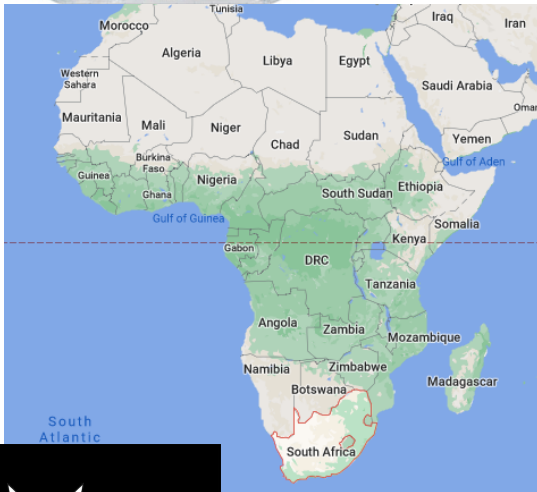 Tunisia
Morocco
Iraq
Iran
Algeria
Libya
Egypt
Western
Sahara
Saudi Arabia
Oman
Mauritania
Mali
Niger
Chad
Sudan
Yemen
Gulf of Aden
Burkina
Faso
Guinea
Nigeria
Ghana
South Sudan
Ethiopia
Gulf of Guinea
Somalia
Gabon
Kenya
DRC
Tanzania
Angola
Zambia
Mozambique
Namibia
Zimbabwe
Botswana
Madagascar
South
Atlantic
South Africa